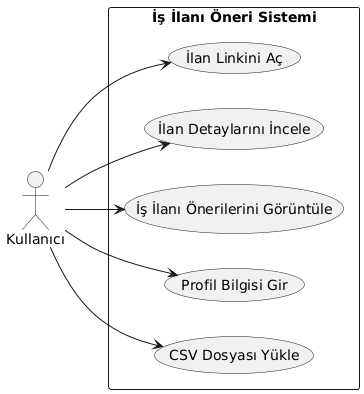 İş İlanı Öneri Sistemi
İlan Linkini Aç
İlan Detaylarını İncele
İş İlanı Önerilerini Görüntüle
Kullanıcı
Profil Bilgisi Gir
CSV Dosyası Yükle